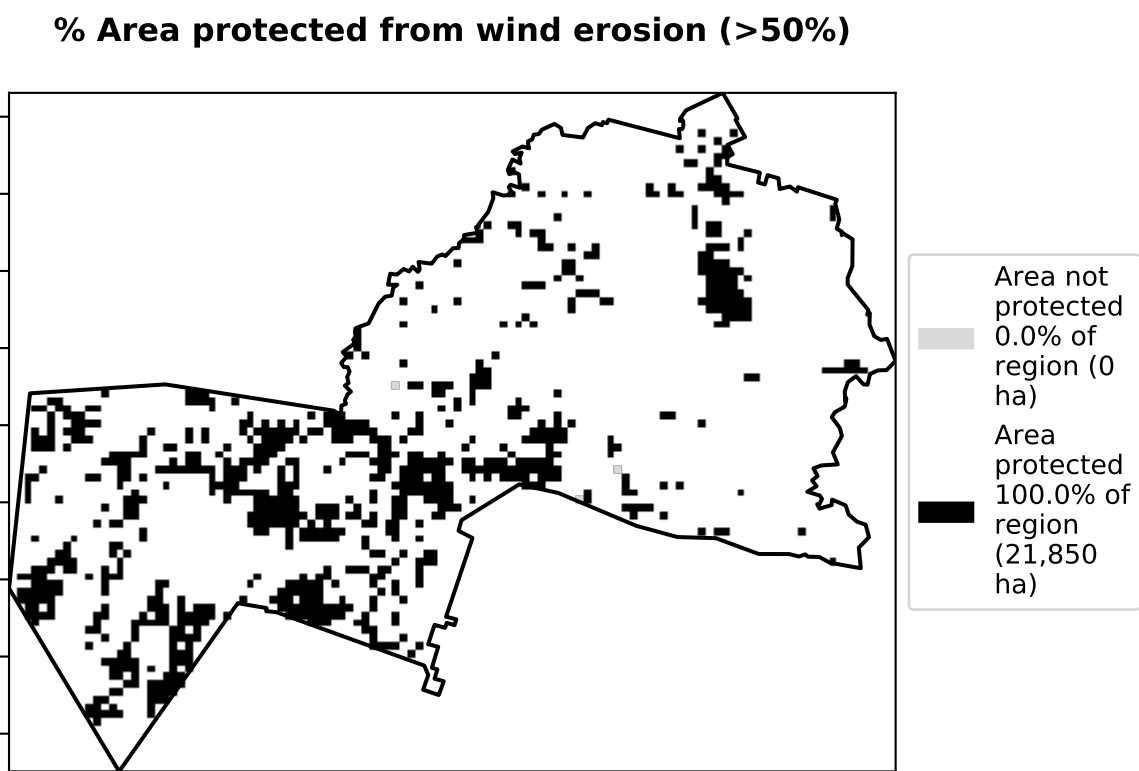 % Area protected from wind erosion (>50%)
Area not
protected
0.0% of
region (0
ha)
Area
protected
100.0% of
region
(21,850
ha)